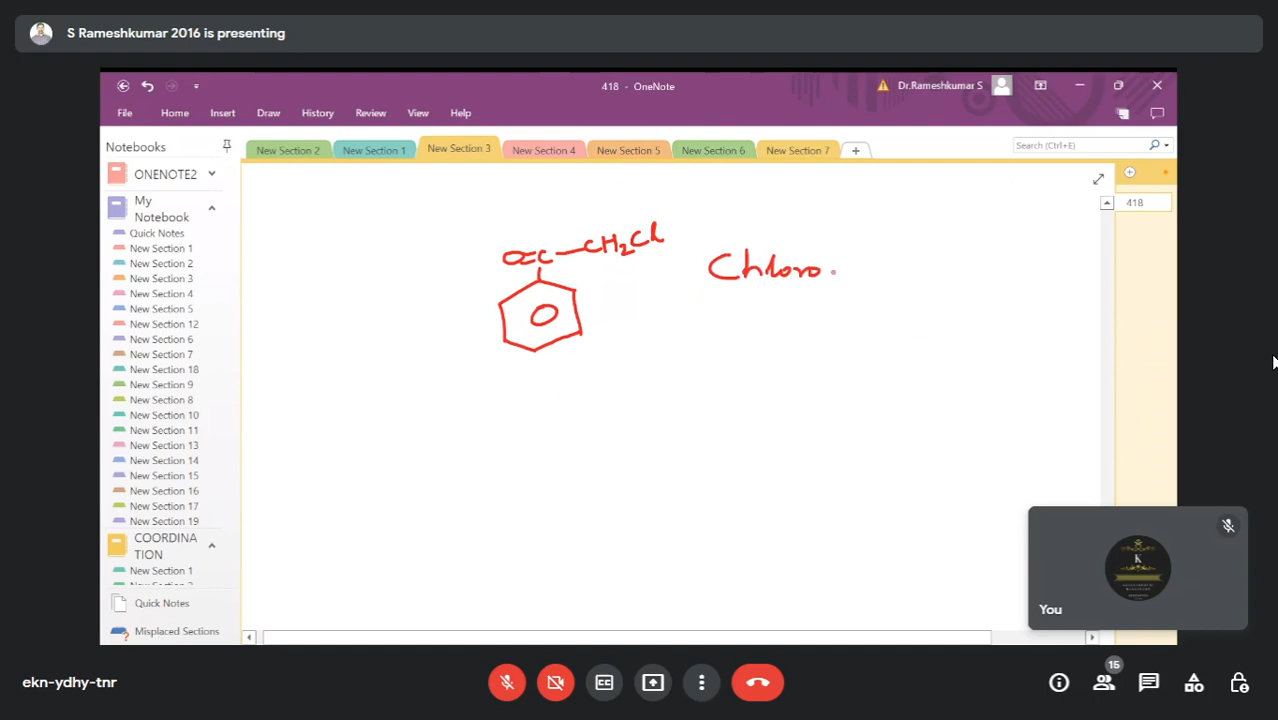 S Rameshkumar 2016 is presenting
418 - OneNote
Dr.Rameshkumar S
File Home Insert Draw History Review View Help
Notebooks
New Section 2 New Section 1 New Section 3 New Section 4 New Section 5 New Section 6 New Section 7 +
Search (Ctrl+E)
ONENOTE2
My
Notebook
Quick Notes
New Section 1
New Section 2
New Section 3
New Section 4
New Section 5
New Section 12
New Section 6
New Section 7
New Section 18
New Section 9
New Section 8
New Section 10
New Section 11
New Section 13
New Section 14
New Section 15
New Section 16
New Section 17
New Section 19
COORDINA
TION
New Section 1
Quick Notes
Misplaced Sections
418
O=C-CH2Cl
Chloro
K
You
ekn-ydhy-tnr
CC
15